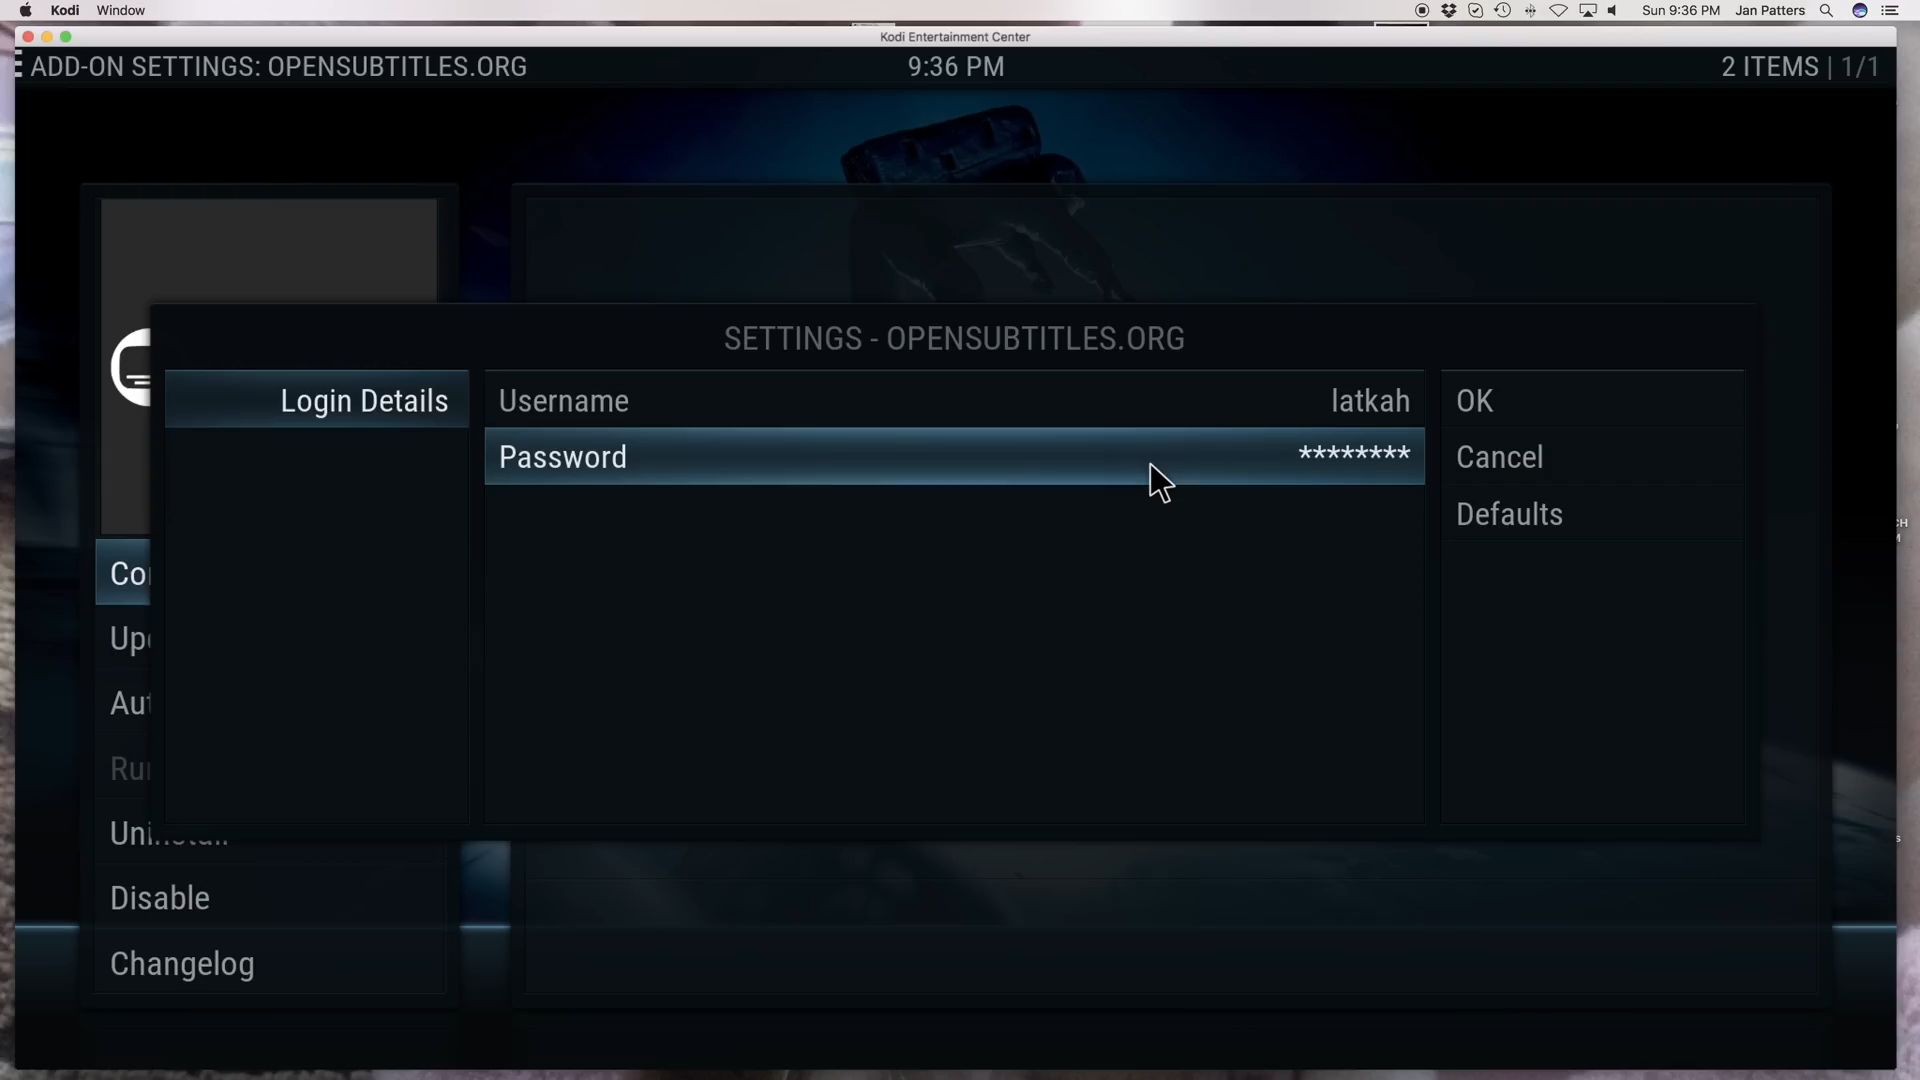 Kodi Window
Sun 9:36 PM Jan Patters
Kodi Entertainment Center
ADD-ON SETTINGS: OPENSUBTITLES.ORG
9:36 PM
2 ITEMS | 1/1
SETTINGS - OPENSUBTITLES.ORG
Login Details
Username latkah
Password ********
OK
Cancel
Defaults
Disable
Changelog